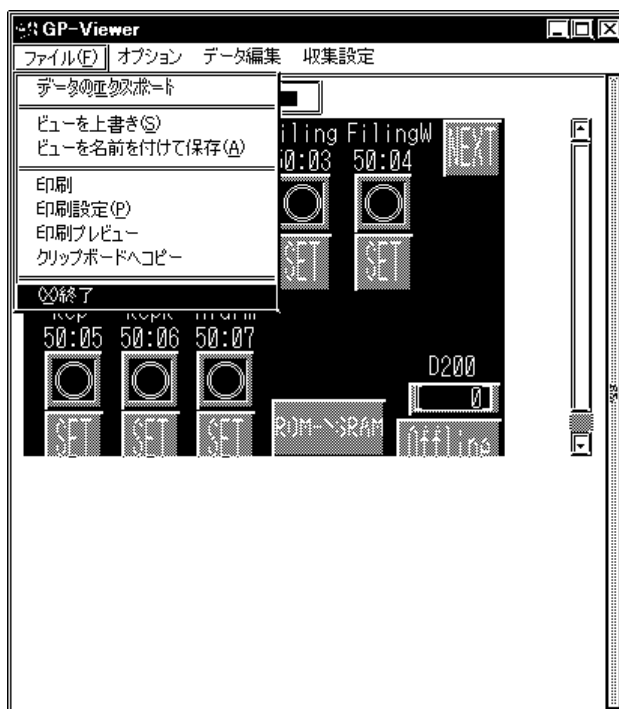 GP-Viewer
ファイル(F) オプション データ編集 収集設定
データのエクスポート
ビューを上書き(S)
ビューを名前を付けて保存(A)
印刷
印刷設定(P)
印刷プレビュー
クリップボードへコピー
(X)終了
iling FilingW NEXT
50:03 50:04
SET SET
50:05 50:06 50:07
D200
0
SET SET SET ROM->SRAM Offline